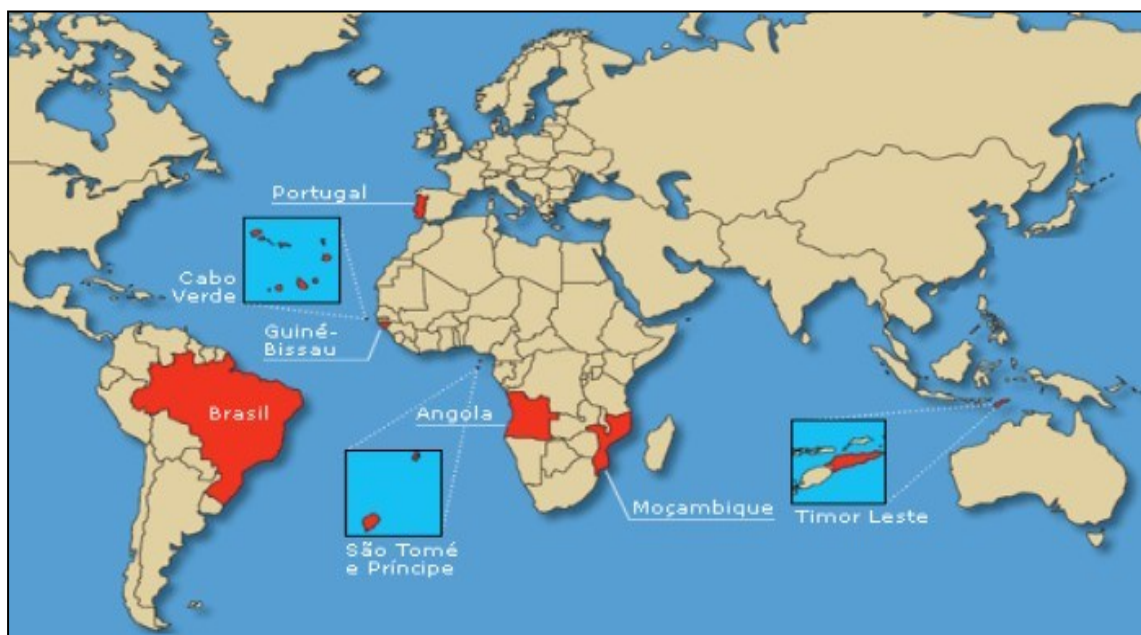 Portugal
Cabo
Verde
Guiné-
Bissau
Brasil
Angola
São Tomé
e Príncipe
Moçambique
Timor Leste